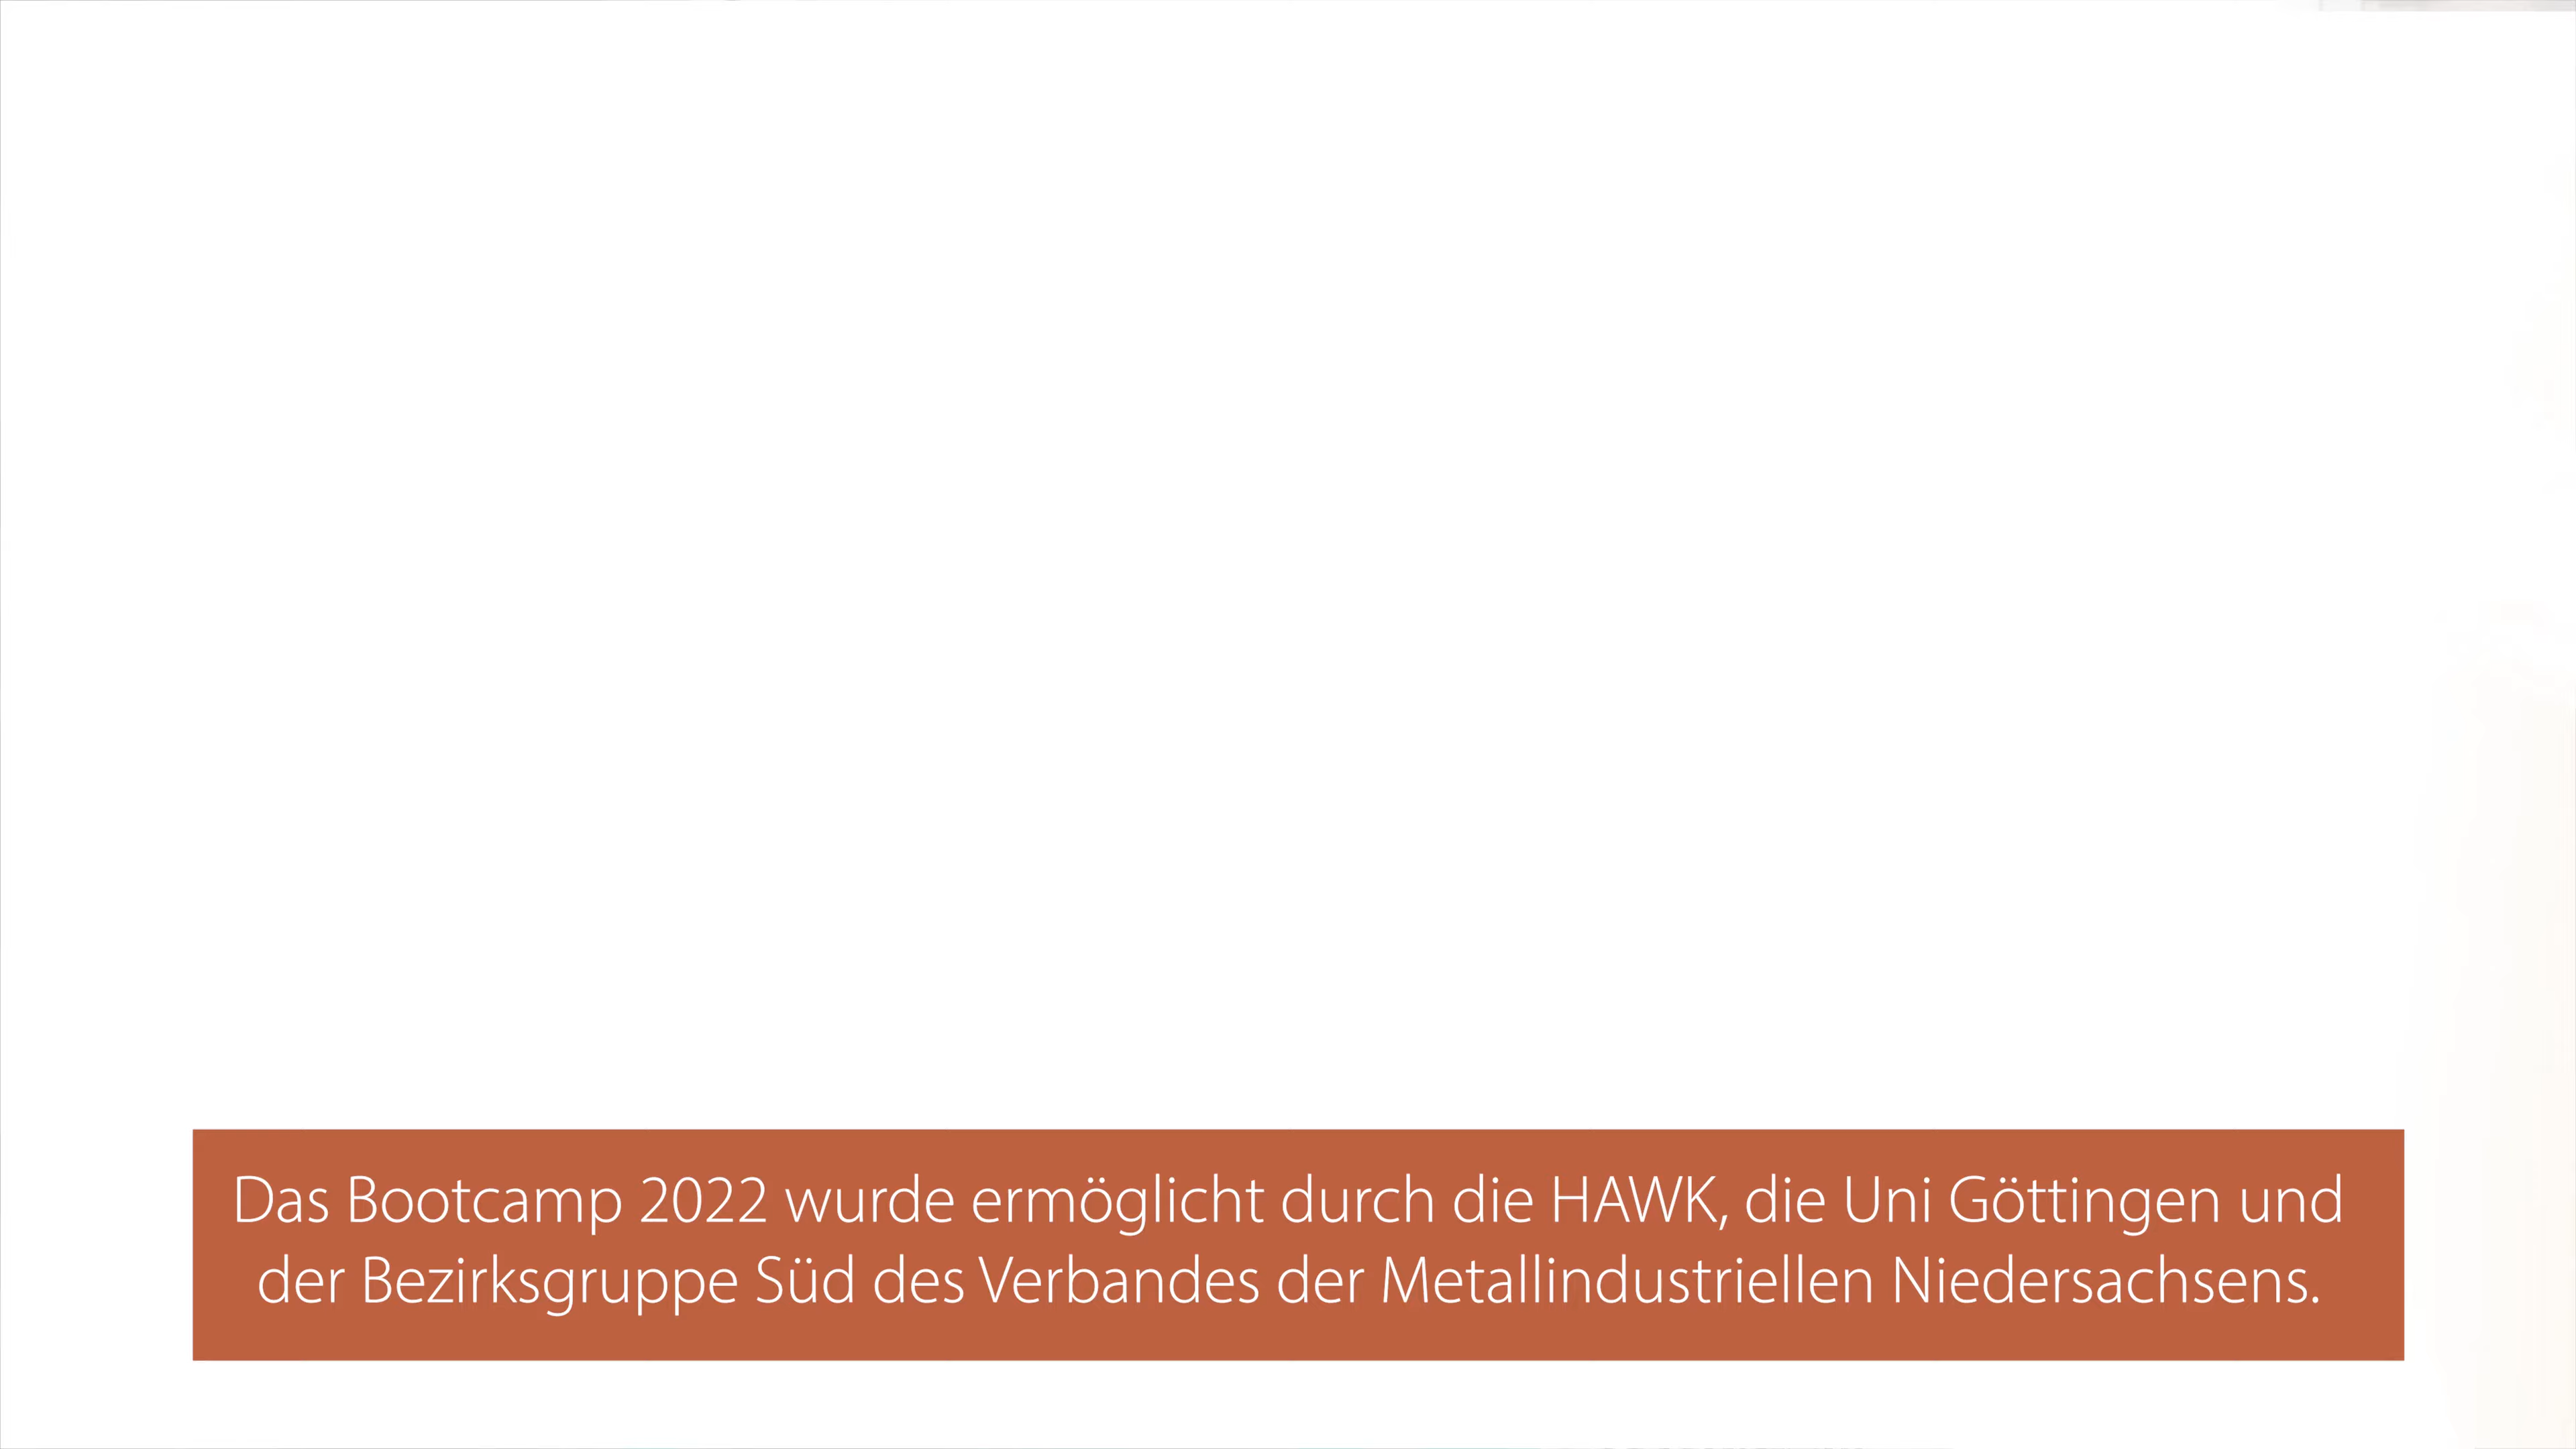 Das Bootcamp 2022 wurde ermöglicht durch die HAWK, die Uni Göttingen und
der Bezirksgruppe Süd des Verbandes der Metallindustriellen Niedersachsens.